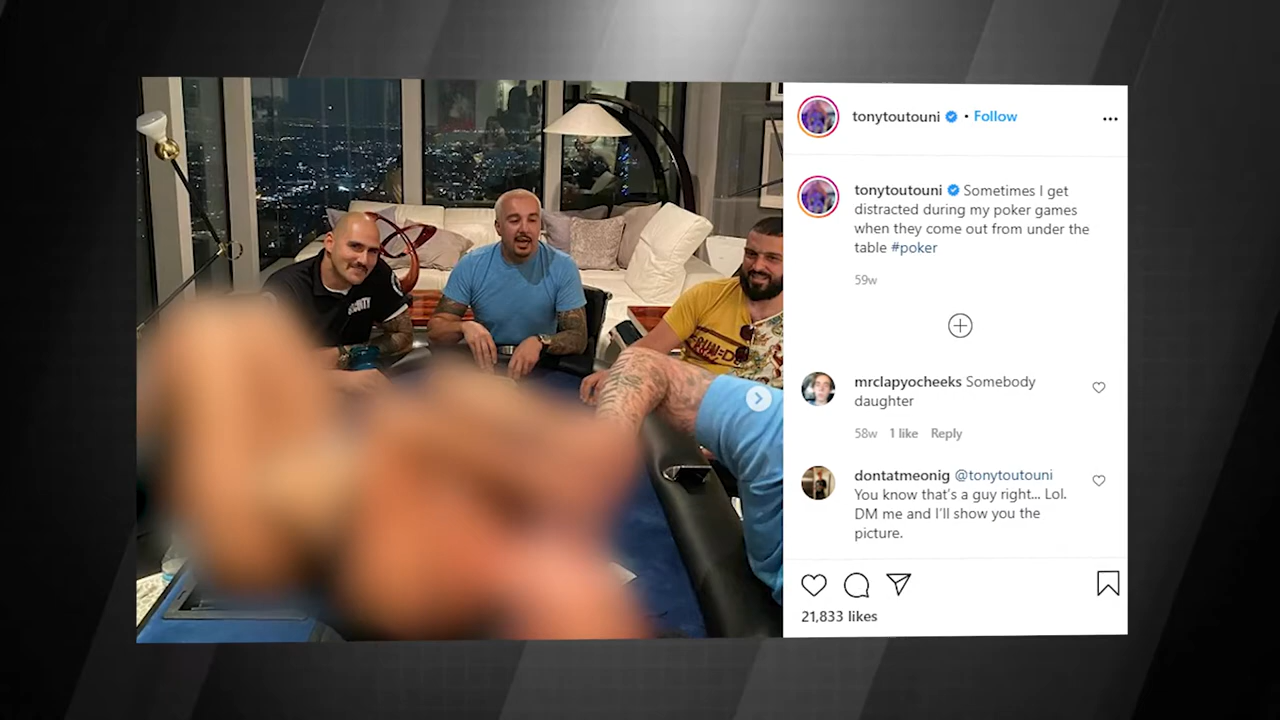 tonytoutouni • Follow
tonytoutouni Sometimes I get
distracted during my poker games
when they come out from under the
table #poker
59w
mrclapyocheeks Somebody
daughter
58w 1 like Reply
dontatmeonig @tonytoutouni
You know that's a guy right... Lol.
DM me and I'll show you the
picture.
21,833 likes